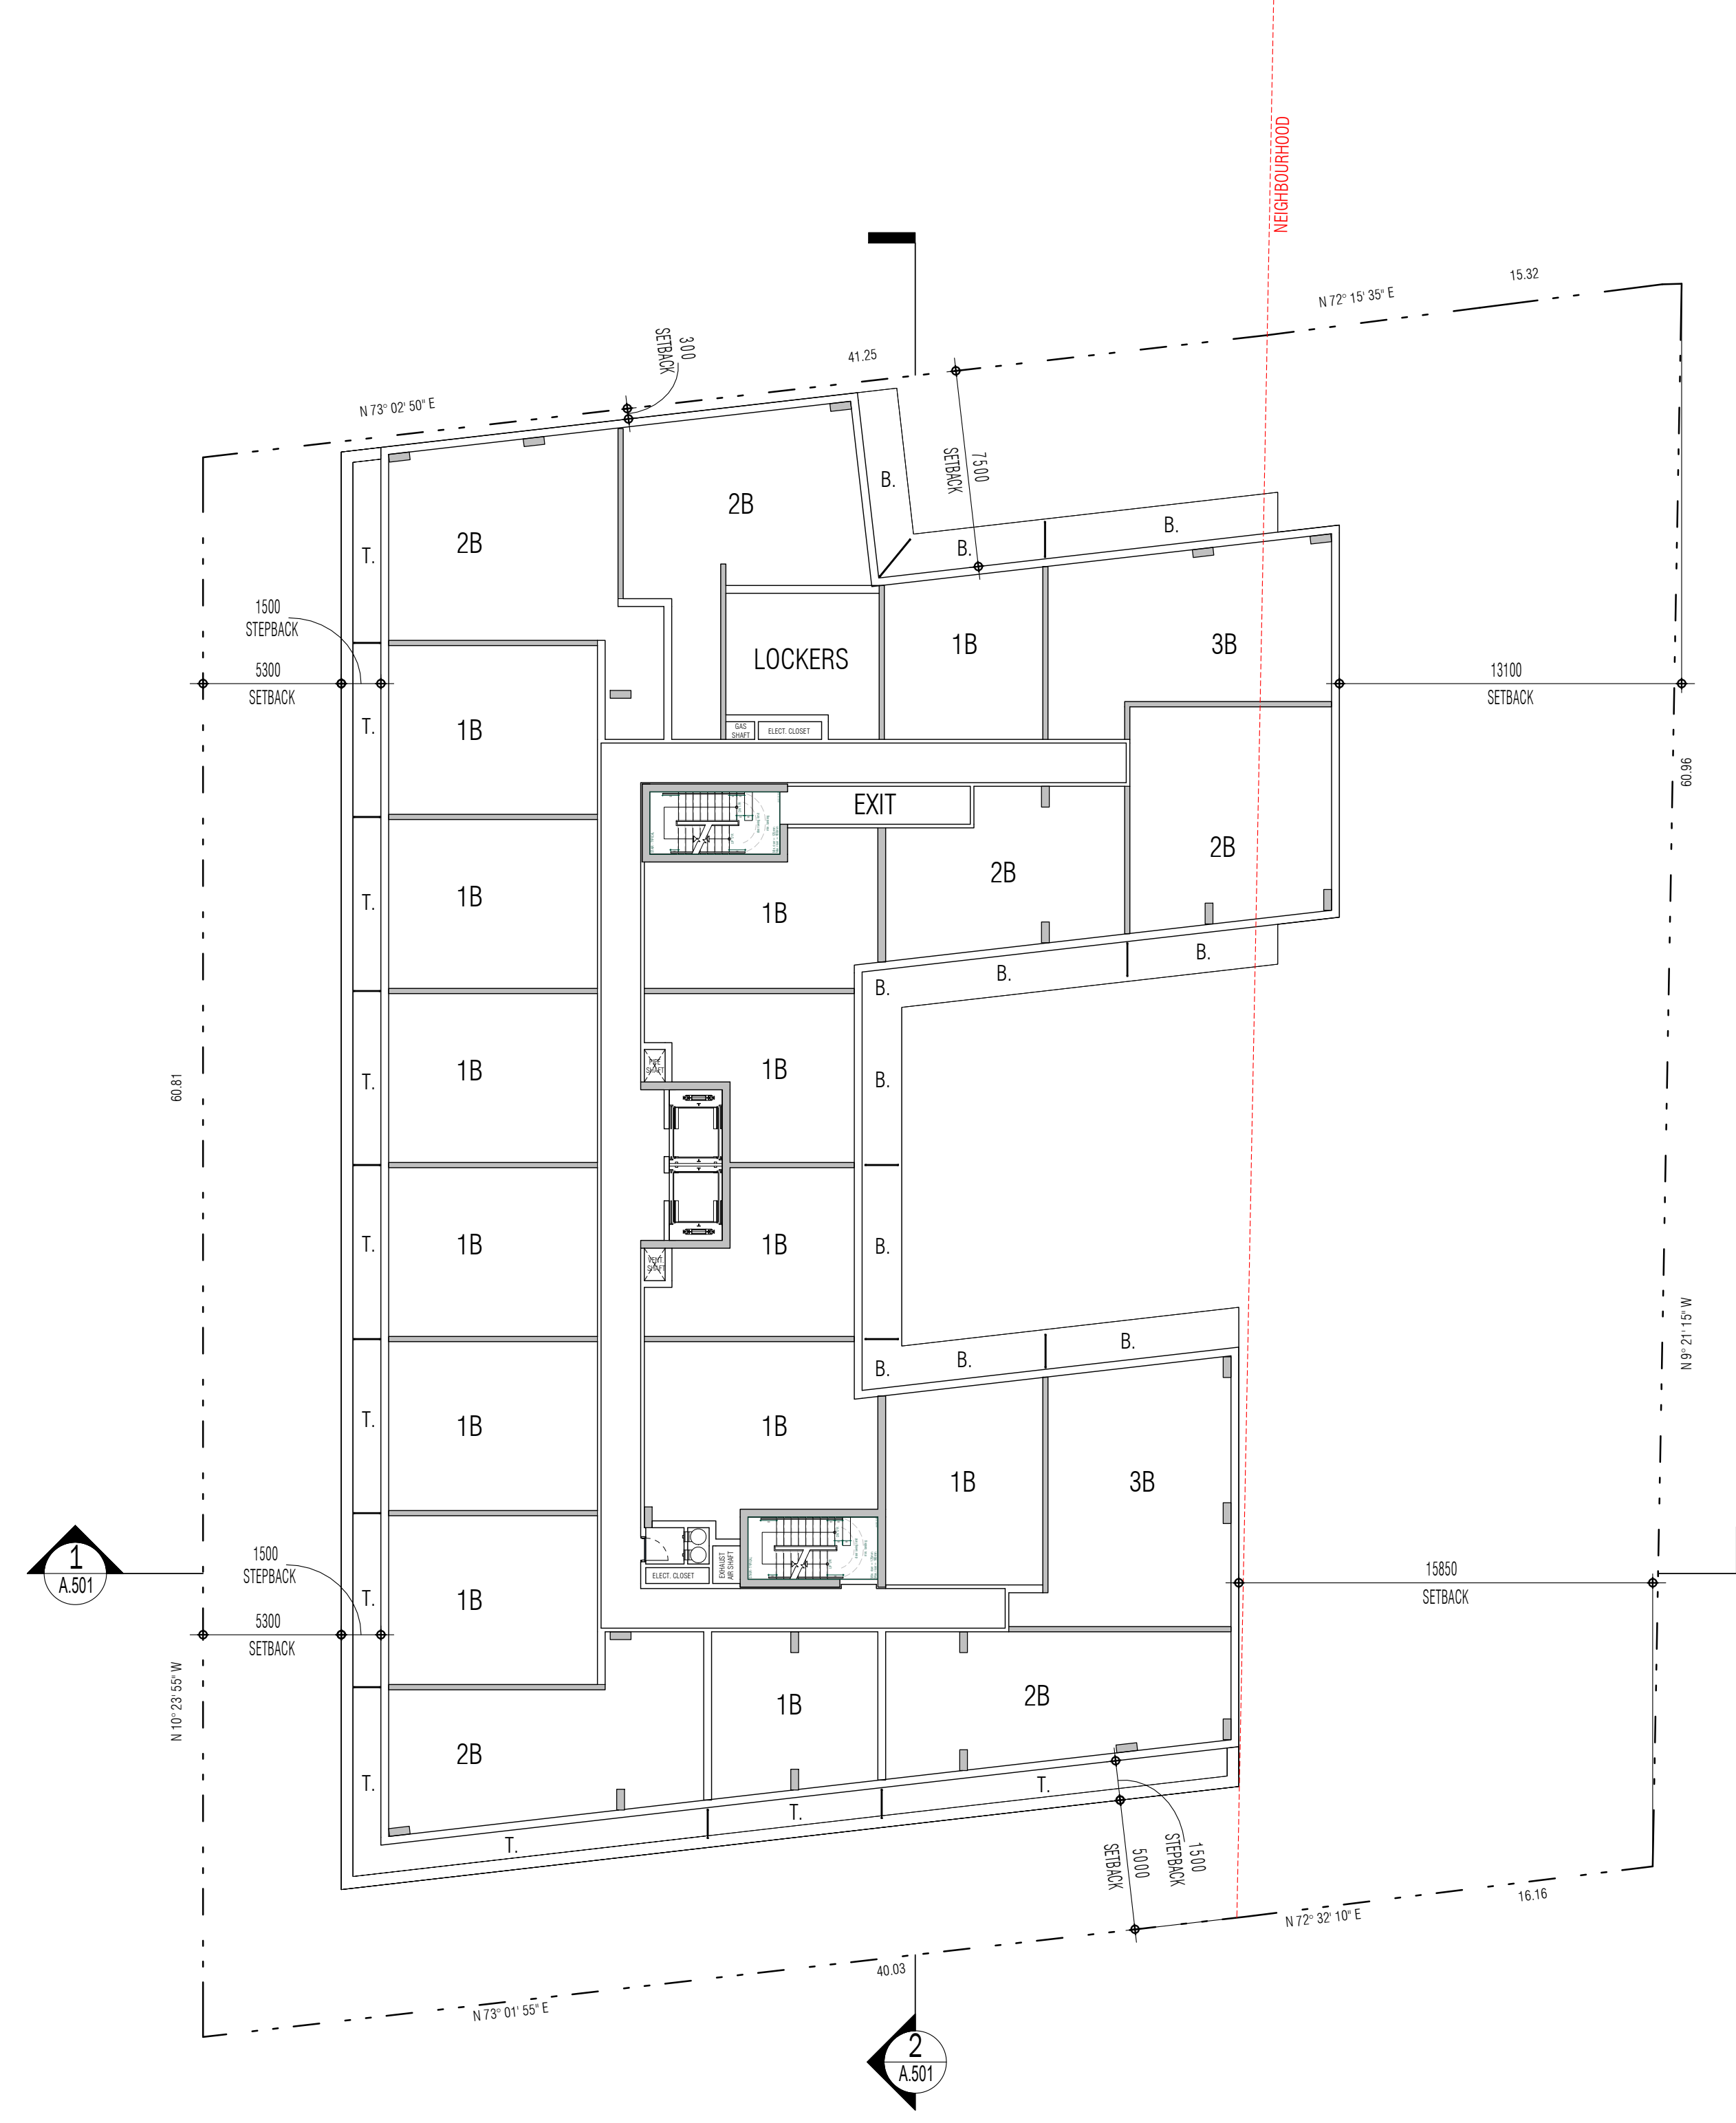 NEIGHBOURHOOD
15.32
N 72° 15' 35" E
300
SETBACK
41.25
N 73° 02' 50" E
7500
SETBACK
B.
2B
B.
B.
2B
T.
1500
STEPBACK
LOCKERS
1B
3B
5300
SETBACK
13100
SETBACK
T.
1B
GAS
SHAFT
ELECT. CLOSET
60.96
EXIT
2B
2B
1B
T.
1B
B.
B.
B.
1B
T.
1B
PIPE
SHAFT
B.
60.81
1B
T.
1B
VENT.
SHAFT
B.
N 9° 21' 15" W
B.
B.
B.
1B
T.
1B
1B
3B
1
A.501
1500
STEPBACK
ELECT. CLOSET
EXHAUST
AIR SHAFT
15850
SETBACK
1B
T.
5300
SETBACK
N 10° 23' 55" W
2B
1B
2B
T.
T.
T.
T.
1500
STEPBACK
5000
SETBACK
16.16
N 72° 32' 10" E
40.03
N 73° 01' 55" E
2
A.501